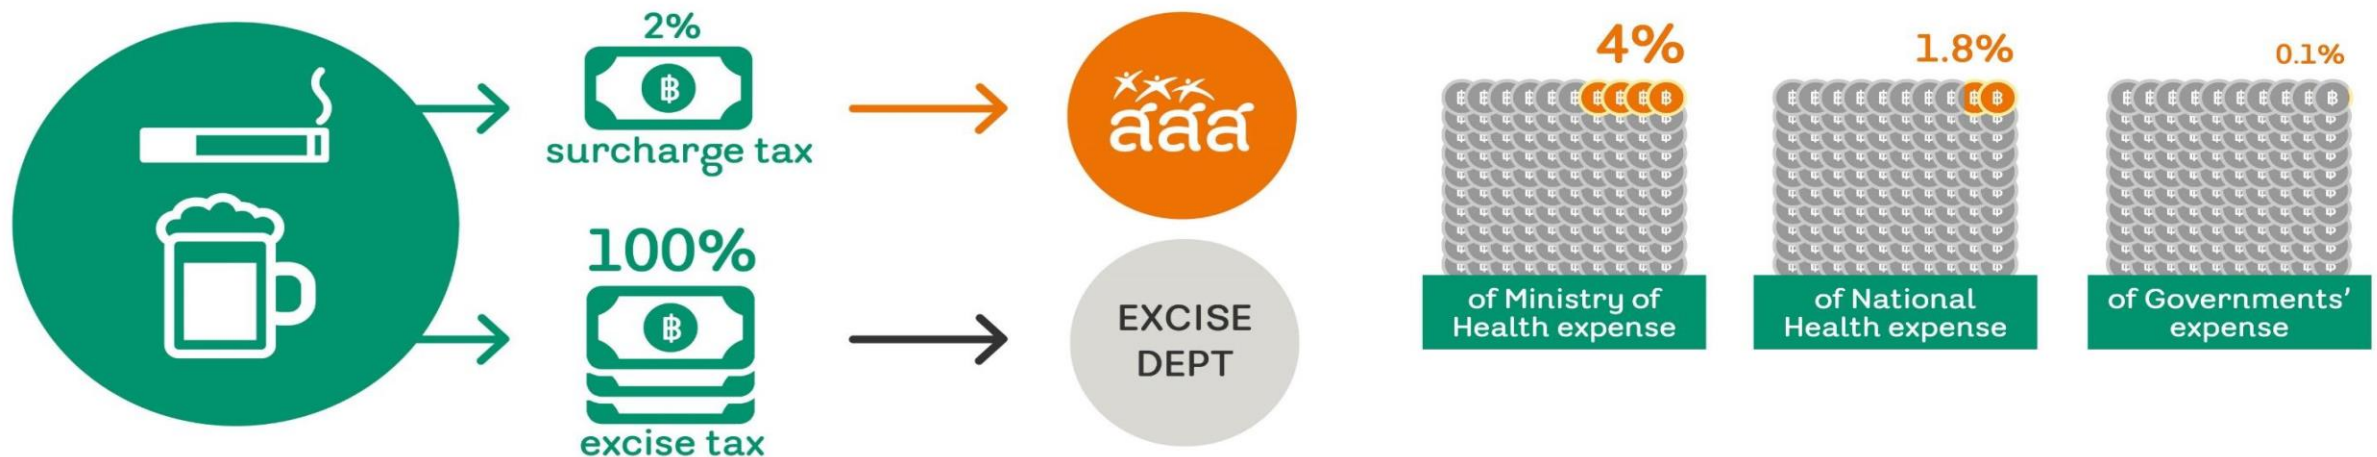 2%
฿
surcharge tax
สสส
100%
฿
excise tax
EXCISE
DEPT
4%
of Ministry of
Health expense
1.8%
of National
Health expense
0.1%
of Governments'
expense